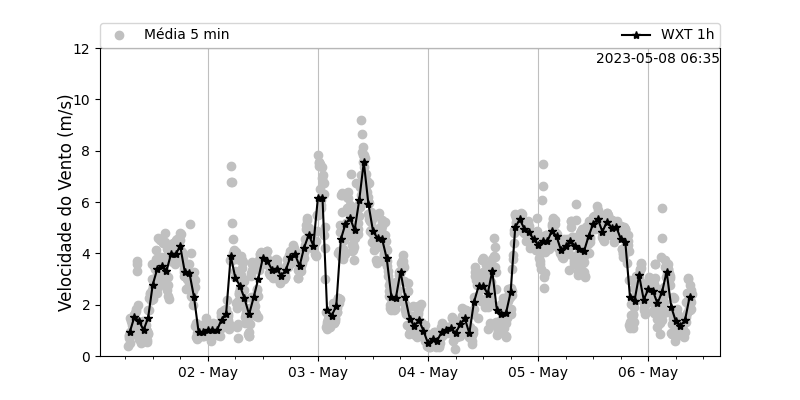 Média 5 min
WXT 1h
2023-05-08 06:35
Velocidade do Vento (m/s)
12
10
8
6
4
2
0
02 - May
03 - May
04 - May
05 - May
06 - May